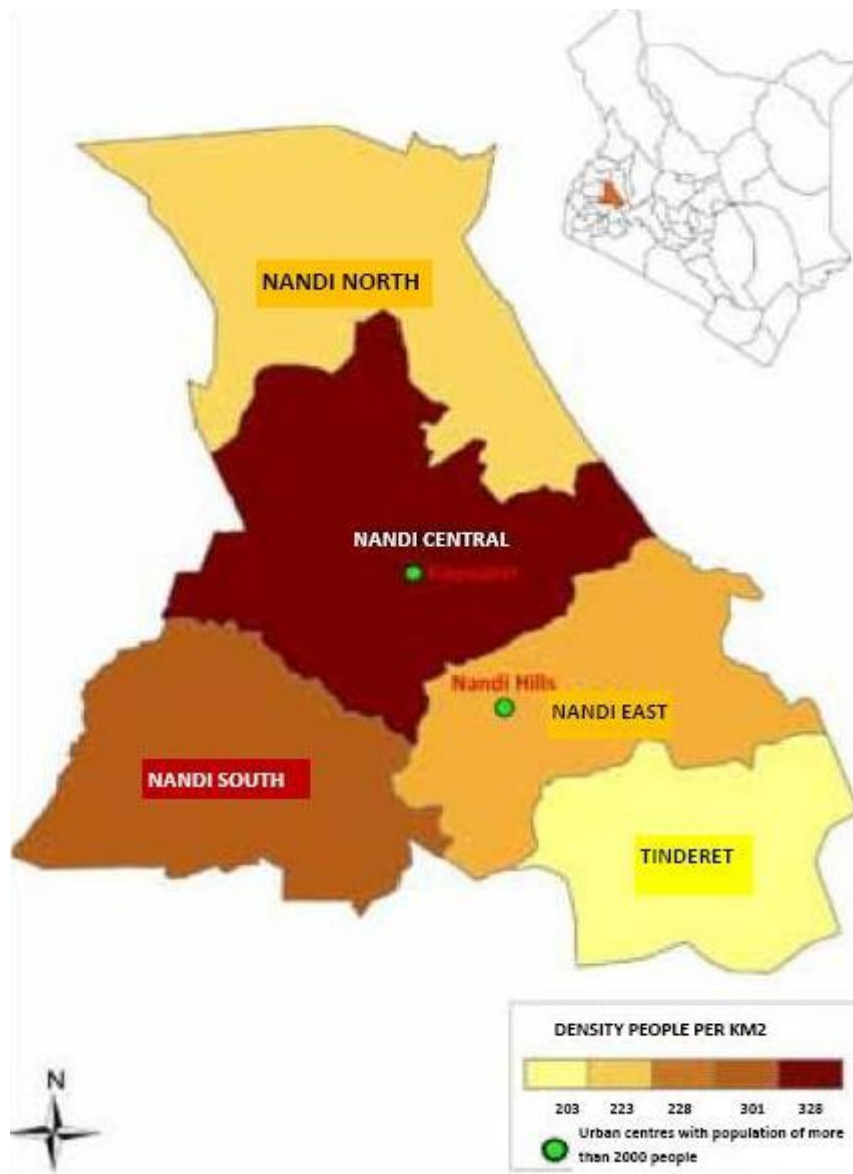 NANDI NORTH
NANDI CENTRAL
Nandi Hills
NANDI EAST
NANDI SOUTH
TINDERET
DENSITY PEOPLE PER KM2
203 223 228 301 328
Urban centres with population of more
than 2000 people
N